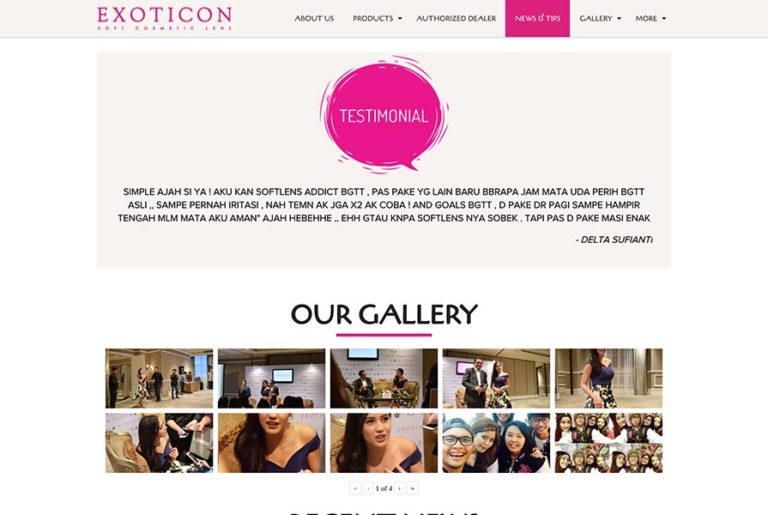 EXOTICON
SOFT COSMETIC LENS
ABOUT US PRODUCTS AUTHORIZED DEALER NEWS & TIPS GALLERY MORE
TESTIMONIAL
SIMPLE AJAH SI YA ! AKU KAN SOFTLENS ADDICT BGTT , PAS PAKE YG LAIN BARU BBRAPA JAM MATA UDA PERIH BGTT
ASLI ,, SAMPE PERNAH IRITASI , NAH TEMN AK JGA X2 AK COBA ! AND GOALS BGTT , D PAKE DR PAGI SAMPE HAMPIR
TENGAH MLM MATA AKU AMAN" AJAH HEBEHHE ,, EHH GTAU KNPA SOFTLENS NYA SOBEK , TAPI PAS D PAKE MASI ENAK
- DELTA SUFIANTI
OUR GALLERY
« ‹ 1 of 4 › »
RECENT NEWS